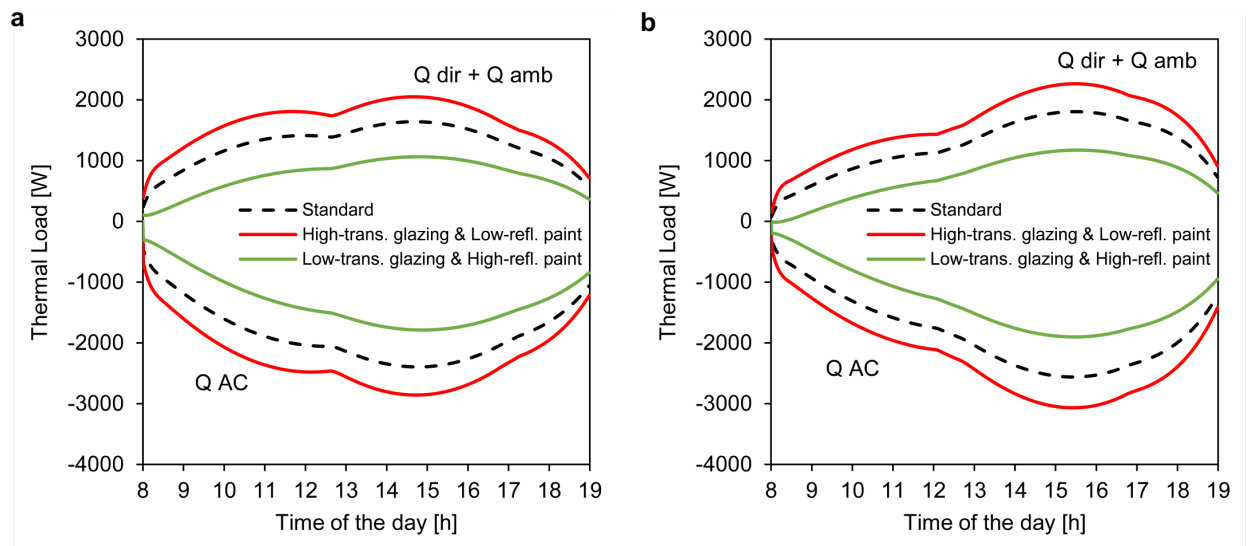 a
3000
2000
1000
0
-1000
-2000
-3000
-4000
Thermal Load [W]
Q dir + Q amb
Standard
High-trans. glazing & Low-refl. paint
Low-trans. glazing & High-refl. paint
Q AC
8 9 10 11 12 13 14 15 16 17 18 19
Time of the day [h]
b
3000
2000
1000
0
-1000
-2000
-3000
-4000
Thermal Load [W]
Q dir + Q amb
Standard
High-trans. glazing & Low-refl. paint
Low-trans. glazing & High-refl. paint
Q AC
8 9 10 11 12 13 14 15 16 17 18 19
Time of the day [h]